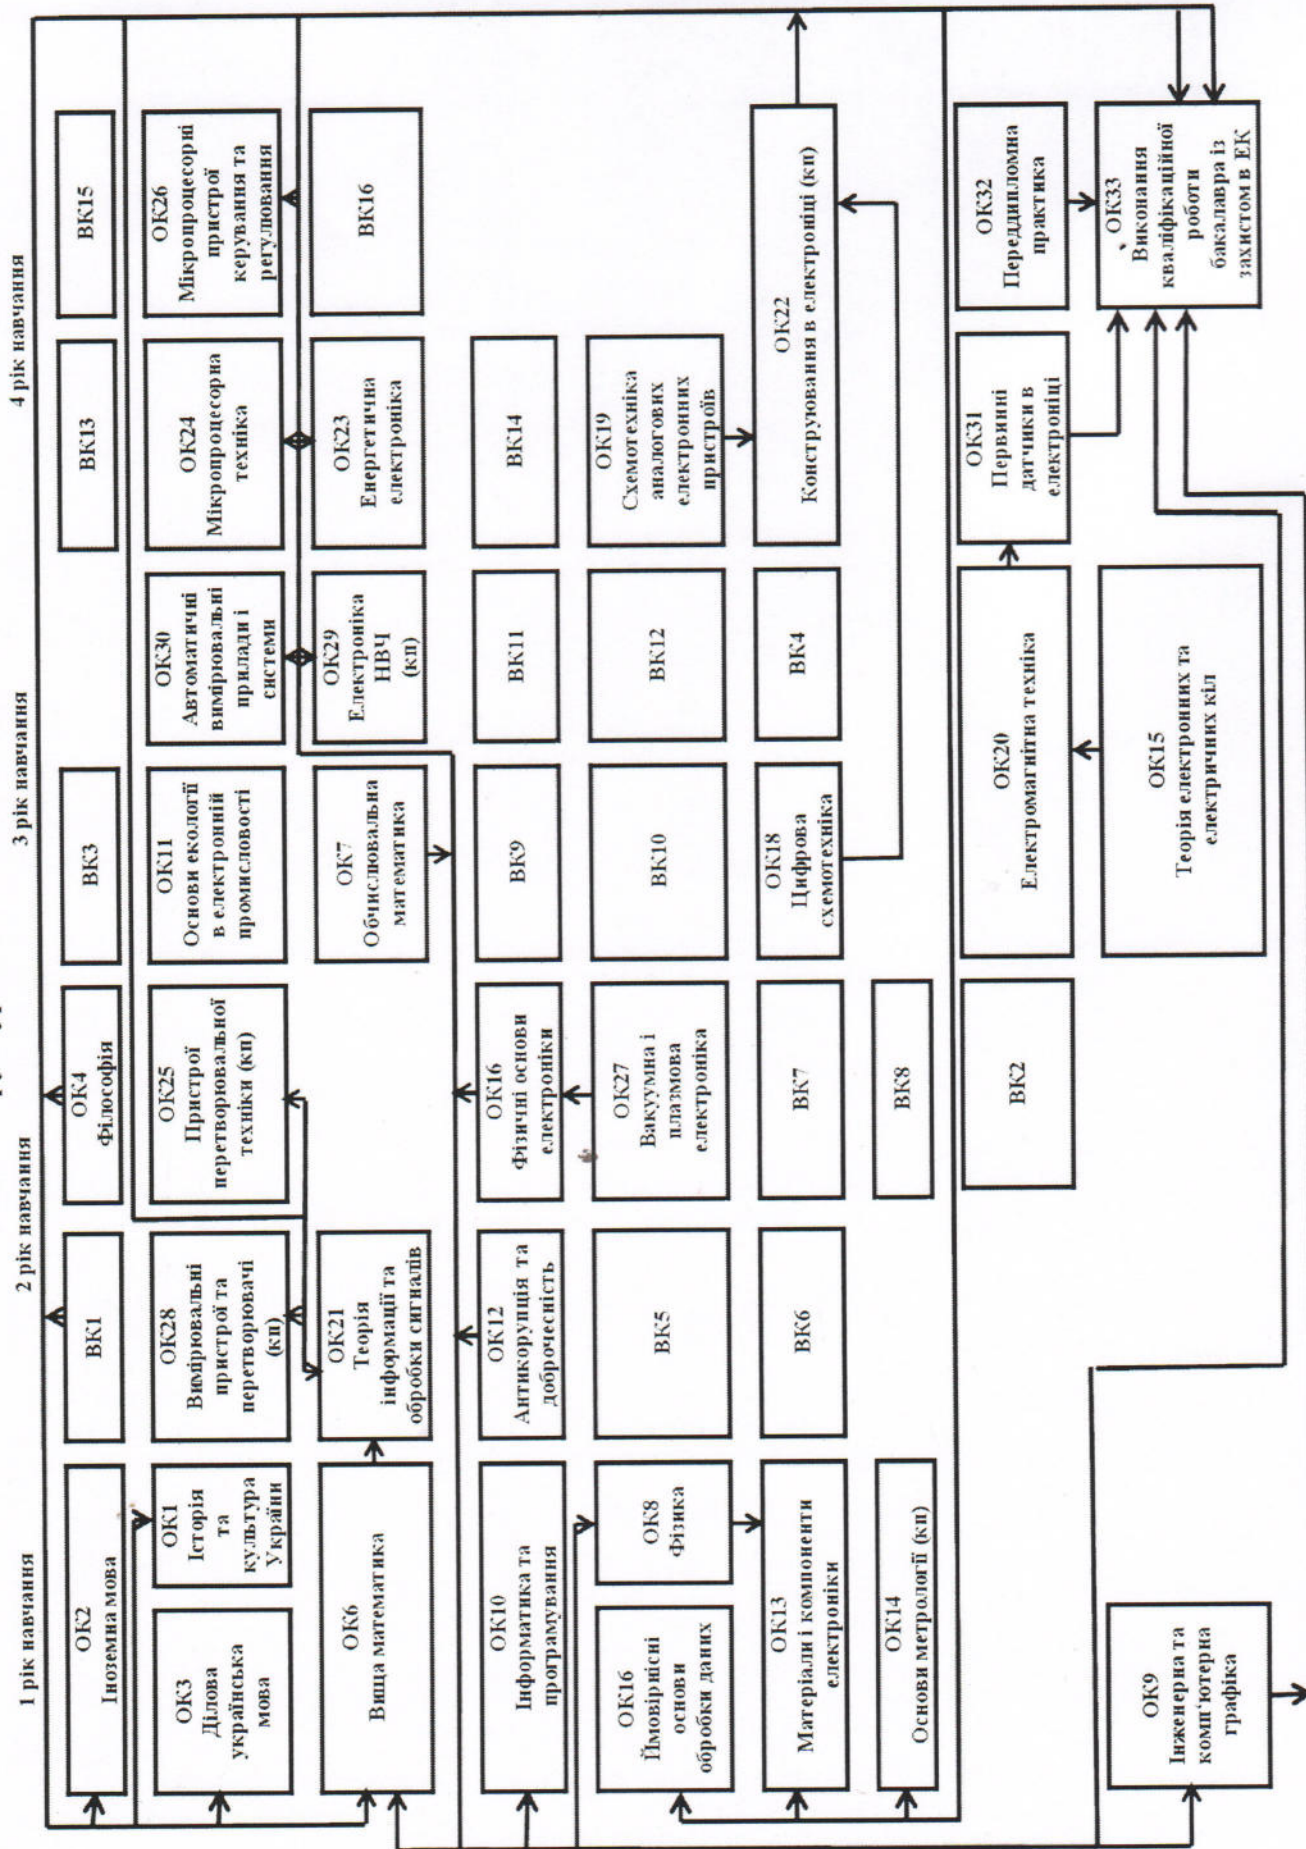 1 рік навчання
2 рік навчання
3 рік навчання
4 рік навчання
ОК2
Іноземна мова
ВК1
ОК4
Філософія
ВК3
ВК13
ВК15
ОК3
Ділова
українська
мова
ОК1
Історія
та
культура
України
ОК28
Вимірювальні
пристрої та
перетворювачі
(кп)
ОК25
Пристрої
перетворювальної
техніки (кп)
ОК11
Основи екології
в електронній
промисловості
ОК30
Автоматичні
вимірювальні
прилади і
системи
ОК24
Мікропроцесорна
техніка
ОК26
Мікропроцесорні
пристрої
керування та
регулювання
ОК6
Вища математика
ОК21
Теорія
інформації та
обробки сигналів
ОК7
Обчислювальна
математика
ОК29
Електроніка
НВЧ
(кп)
ОК23
Енергетична
електроніка
ВК16
ОК10
Інформатика та
програмування
ОК12
Антикорупція та
доброчесність
ОК16
Фізичні основи
електроніки
ВК9
ВК11
ВК14
ОК16
Ймовірнісні
основи
обробки даних
ОК8
Фізика
ВК5
ОК27
Вакуумна і
плазмова
електроніка
ВК10
ВК12
ОК19
Схемотехніка
аналогових
електронних
пристроїв
ОК13
Матеріали і компоненти
електроніки
ВК6
ВК7
ОК18
Цифрова
схемотехніка
ВК4
ОК22
Конструювання в електроніці (кп)
ОК14
Основи метрології (кп)
ВК8
ВК2
ОК20
Електромагнітна техніка
ОК31
Первинні
датчики в
електроніці
ОК32
Переддипломна
практика
ОК9
Інженерна та
комп'ютерна
графіка
ОК15
Теорія електронних та
електричних кіл
ОК33
Виконання
кваліфікаційної
роботи
бакалавра із
захистом в ЕК